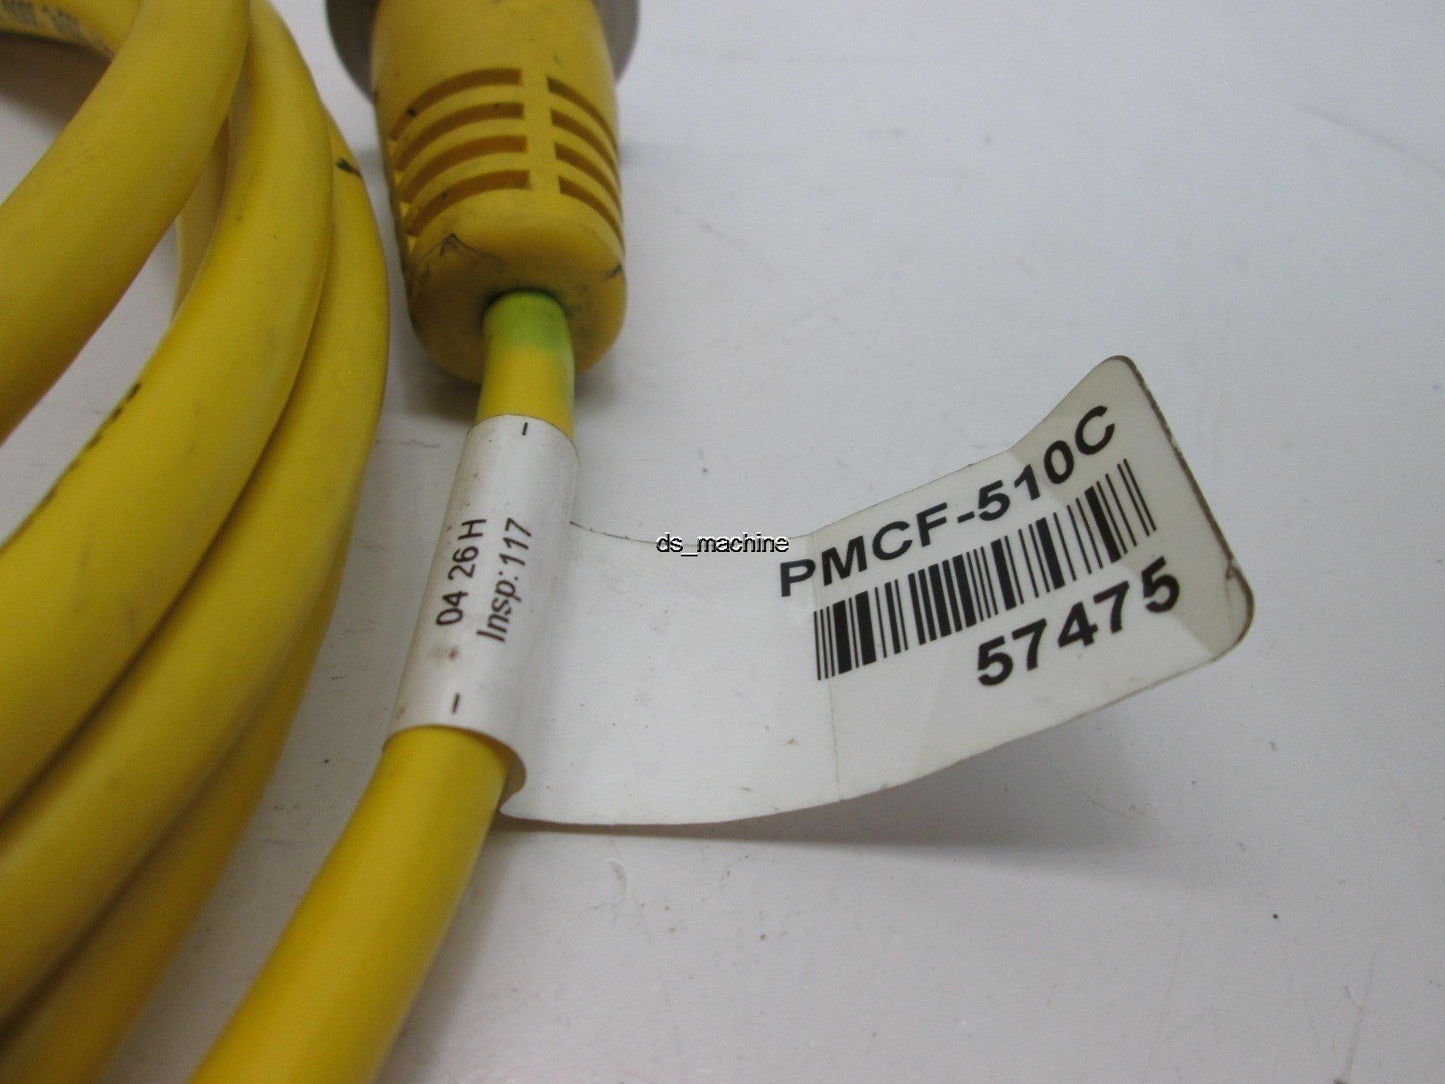 04 26 H
Insp: 117
ds_machine
PMCF-510C
57475